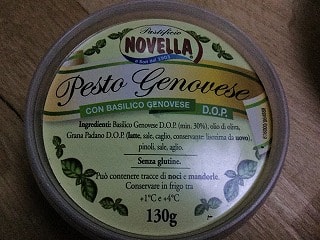 Pastificio
NOVELLA
Pesto Genovese
CON BASILICO GENOVESE D.O.P.
Ingredienti: Basilico Genovese D.O.P. (min. 30%), olio di oliva,
Grana Padano D.O.P. (latte, sale, caglio, conservante: lisozima da uovo),
pinoli, sale, aglio.
Senza glutine.
Può contenere tracce di noci e mandorle.
Conservare in frigo tra
+1°C e +4°C
130g